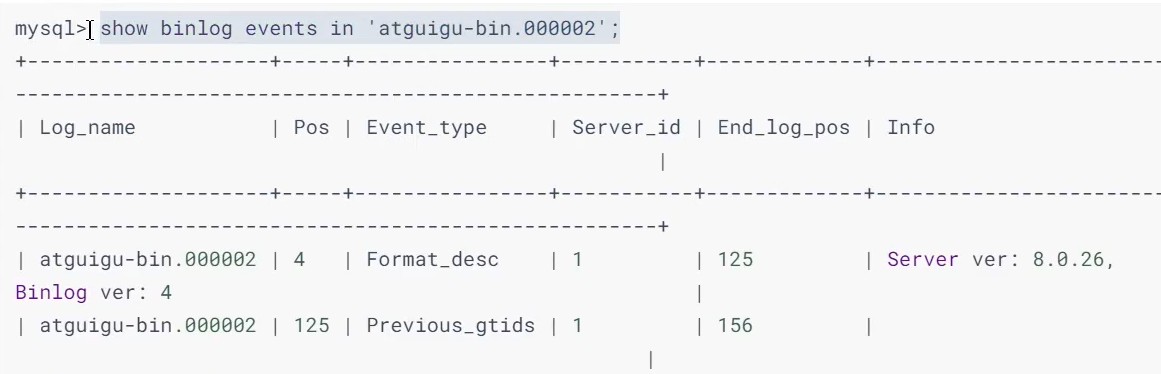 mysql> show binlog events in 'atguigu-bin.000002';
+---------------------+-----+----------------+-----------+-------------+------------------------
-----------------------------------------------------+
| Log_name            | Pos | Event_type     | Server_id | End_log_pos | Info
                                                     |
+---------------------+-----+----------------+-----------+-------------+------------------------
-----------------------------------------------------+
| atguigu-bin.000002 | 4   | Format_desc    | 1         | 125         | Server ver: 8.0.26,
Binlog ver: 4                                           |
| atguigu-bin.000002 | 125 | Previous_gtids | 1         | 156         |
                                                    |